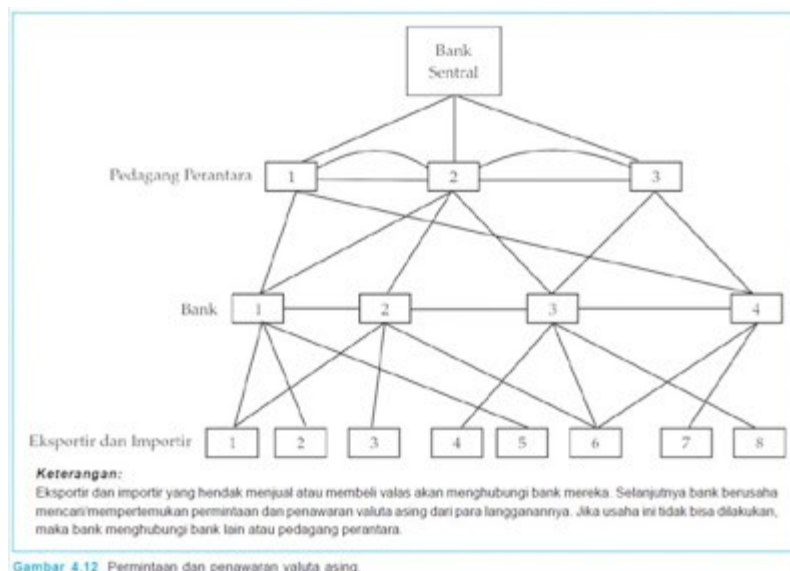 Bank
Sentral
Pedagang Perantara 1 2 3
Bank 1 2 3 4
Eksportir dan Importir 1 2 3 4 5 6 7 8
Keterangan:
Eksportir dan importir yang hendak menjual atau membeli valas akan menghubungi bank mereka. Selanjutnya bank berusaha
mencari/mempertemukan permintaan dan penawaran valuta asing dari para langganannya. Jika usaha ini tidak bisa dilakukan,
maka bank menghubungi bank lain atau pedagang perantara.
Gambar 4.12 Permintaan dan penawaran valuta asing.